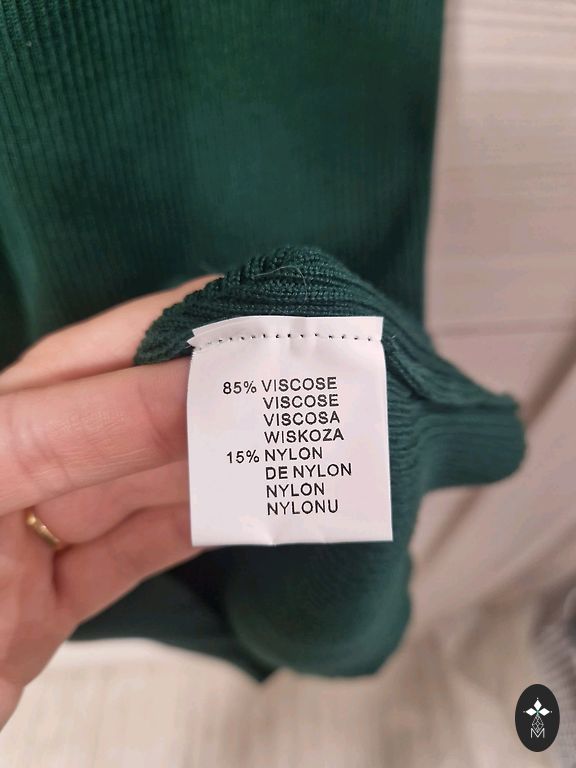 85% VISCOSE
VISCOSE
VISCOSA
WISKOZA
15% NYLON
DE NYLON
NYLON
NYLONU
M